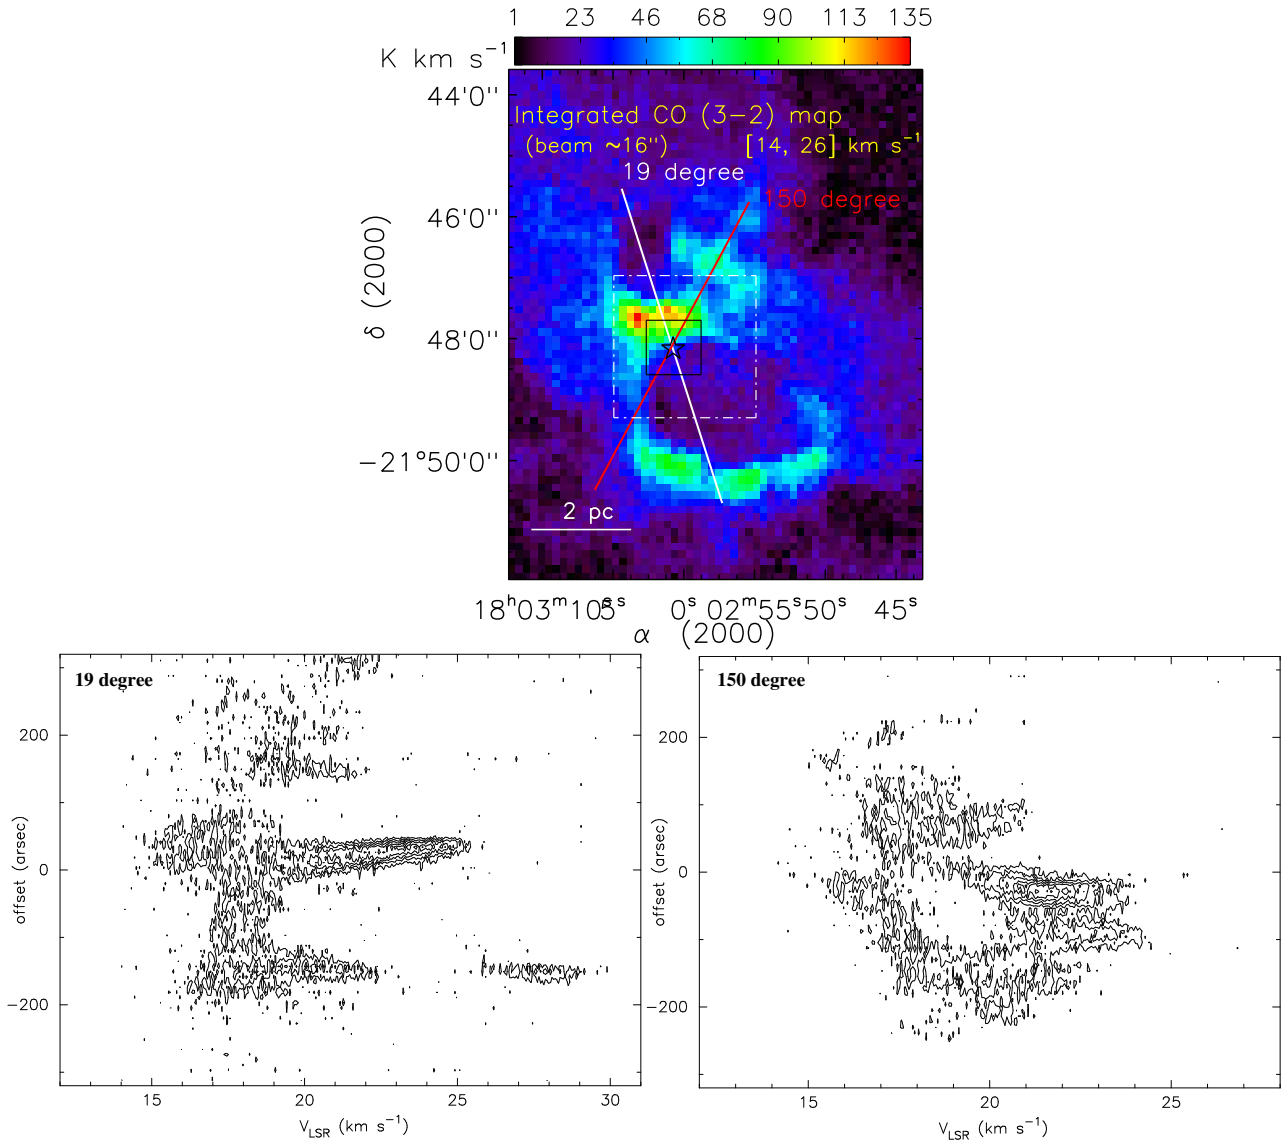 1 23 46 68 90 113 135
K km s⁻¹
44'0"
Integrated CO (3−2) map
(beam ~16") [14, 26] km s⁻¹
19 degree
150 degree
46'0"
δ (2000)
48'0"
−21°50'0"
2 pc
0ˢ 02ᵐ55ˢ50ˢ 45ˢ
α (2000)
19 degree
200
0
−200
offset (arsec)
15 20 25 30
V_LSR (km s⁻¹)
150 degree
200
0
−200
offset (arsec)
15 20 25
V_LSR (km s⁻¹)